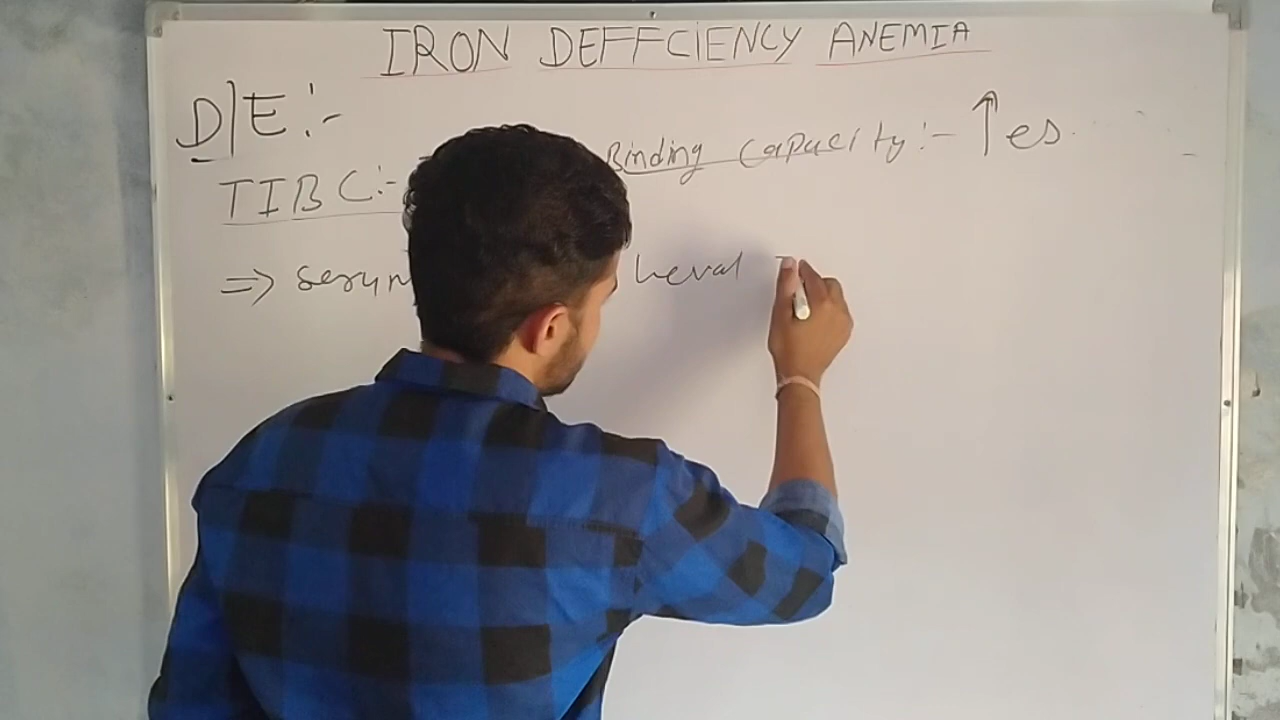 IRON DEFFCIENCY ANEMIA
D/E:-
TIBC:- Binding Capacity:- ↑es
=> Serum Leval